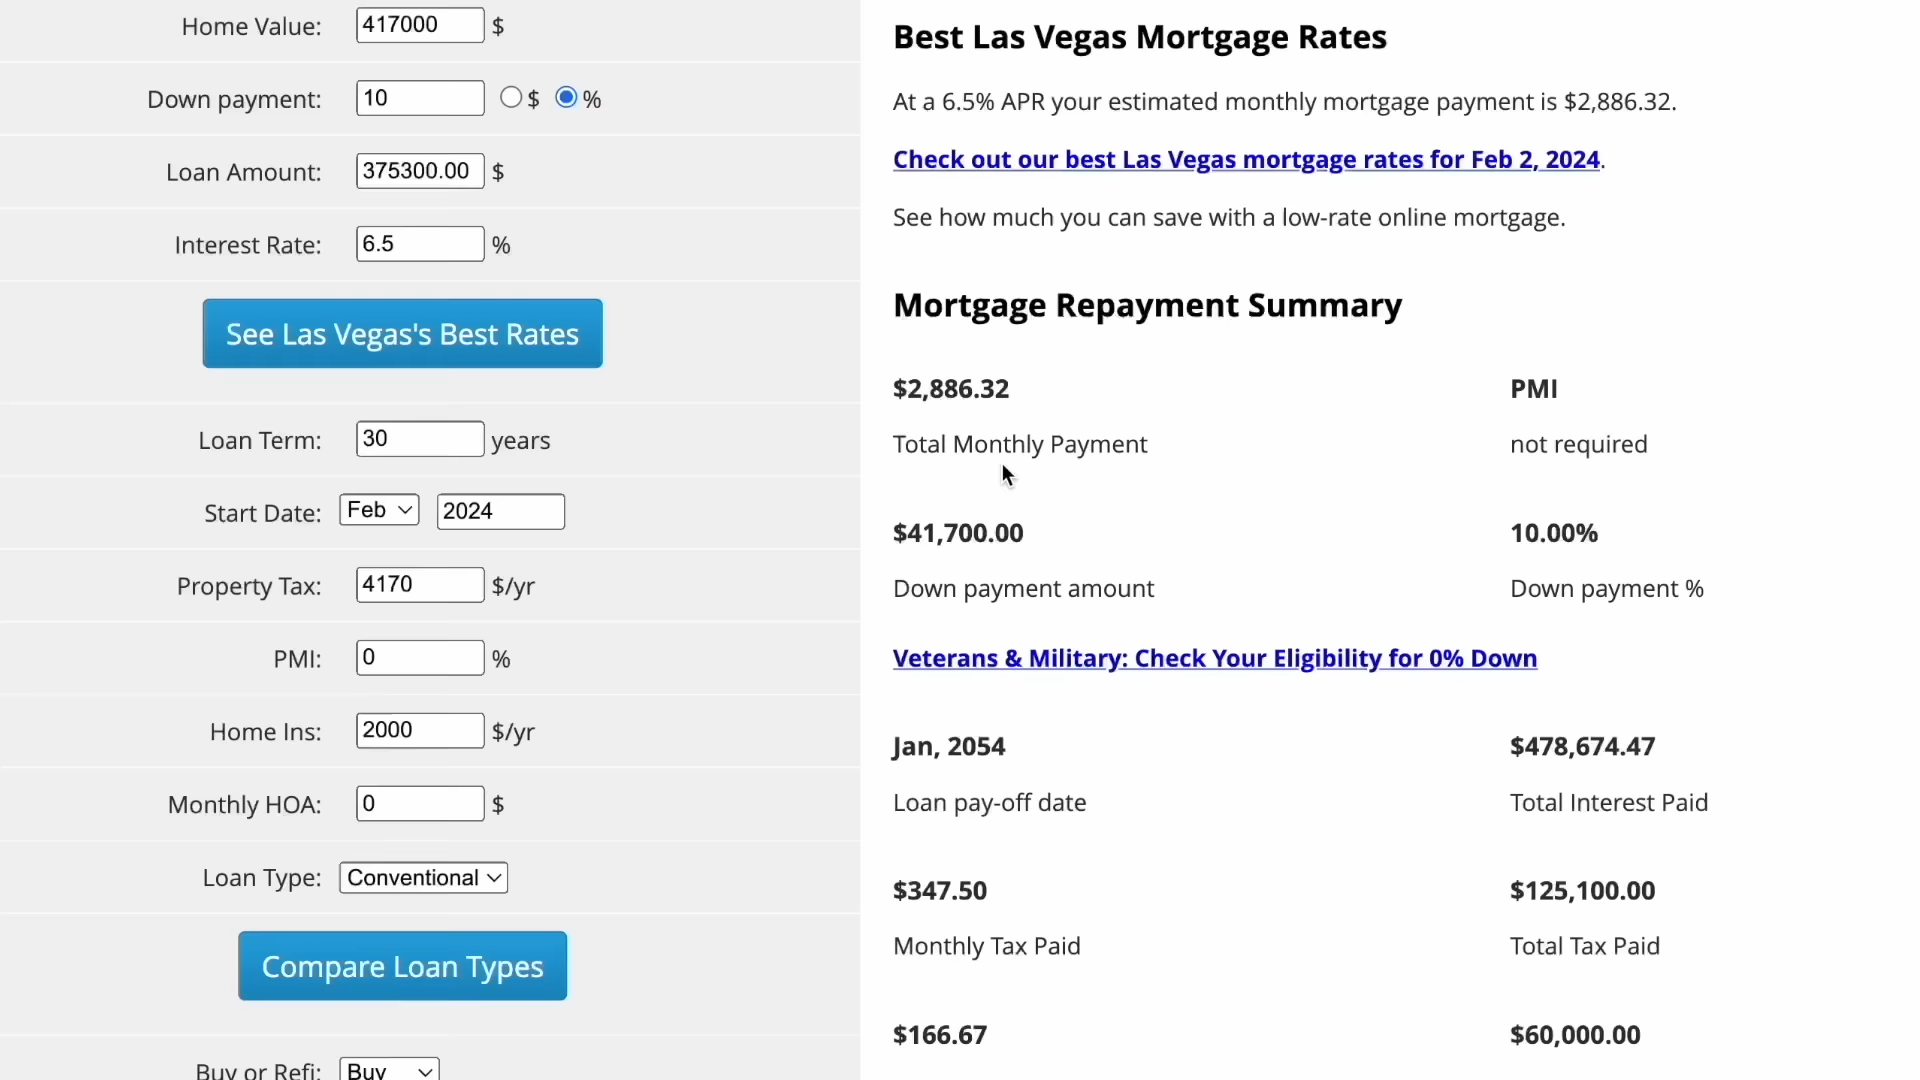 Home Value: 417000 $
Down payment: 10 $ %
Loan Amount: 375300.00 $
Interest Rate: 6.5 %
See Las Vegas's Best Rates
Loan Term: 30 years
Start Date: Feb 2024
Property Tax: 4170 $/yr
PMI: 0 %
Home Ins: 2000 $/yr
Monthly HOA: 0 $
Loan Type: Conventional
Compare Loan Types
Buy or Refi: Buy
Best Las Vegas Mortgage Rates
At a 6.5% APR your estimated monthly mortgage payment is $2,886.32.
Check out our best Las Vegas mortgage rates for Feb 2, 2024.
See how much you can save with a low-rate online mortgage.
Mortgage Repayment Summary
$2,886.32 PMI
Total Monthly Payment not required
$41,700.00 10.00%
Down payment amount Down payment %
Veterans & Military: Check Your Eligibility for 0% Down
Jan, 2054 $478,674.47
Loan pay-off date Total Interest Paid
$347.50 $125,100.00
Monthly Tax Paid Total Tax Paid
$166.67 $60,000.00